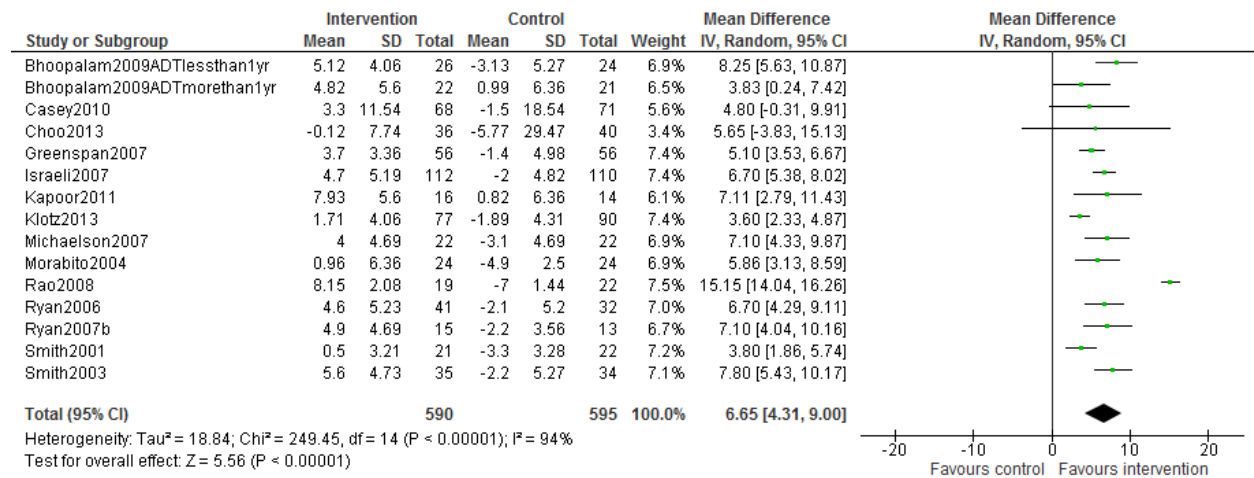 Intervention Control Mean Difference Mean Difference
Study or Subgroup Mean SD Total Mean SD Total Weight IV, Random, 95% CI IV, Random, 95% CI
Bhoopalam2009ADTlessthan1yr 5.12 4.06 26 -3.13 5.27 24 6.9% 8.25 [5.63, 10.87]
Bhoopalam2009ADTmorethan1yr 4.82 5.6 22 0.99 6.36 21 6.5% 3.83 [0.24, 7.42]
Casey2010 3.3 11.54 68 -1.5 18.54 71 5.6% 4.80 [-0.31, 9.91]
Choo2013 -0.12 7.74 36 -5.77 29.47 40 3.4% 5.65 [-3.83, 15.13]
Greenspan2007 3.7 3.36 56 -1.4 4.98 56 7.4% 5.10 [3.53, 6.67]
Israeli2007 4.7 5.19 112 -2 4.82 110 7.4% 6.70 [5.38, 8.02]
Kapoor2011 7.93 5.6 16 0.82 6.36 14 6.1% 7.11 [2.79, 11.43]
Klotz2013 1.71 4.06 77 -1.89 4.31 90 7.4% 3.60 [2.33, 4.87]
Michaelson2007 4 4.69 22 -3.1 4.69 22 6.9% 7.10 [4.33, 9.87]
Morabito2004 0.96 6.36 24 -4.9 2.5 24 6.9% 5.86 [3.13, 8.59]
Rao2008 8.15 2.08 19 -7 1.44 22 7.5% 15.15 [14.04, 16.26]
Ryan2006 4.6 5.23 41 -2.1 5.2 32 7.0% 6.70 [4.29, 9.11]
Ryan2007b 4.9 4.69 15 -2.2 3.56 13 6.7% 7.10 [4.04, 10.16]
Smith2001 0.5 3.21 21 -3.3 3.28 22 7.2% 3.80 [1.86, 5.74]
Smith2003 5.6 4.73 35 -2.2 5.27 34 7.1% 7.80 [5.43, 10.17]
Total (95% CI) 590 595 100.0% 6.65 [4.31, 9.00]
Heterogeneity: Tau² = 18.84; Chi² = 249.45, df = 14 (P < 0.00001); I² = 94%
Test for overall effect: Z = 5.56 (P < 0.00001)
-20 -10 0 10 20
Favours control Favours intervention